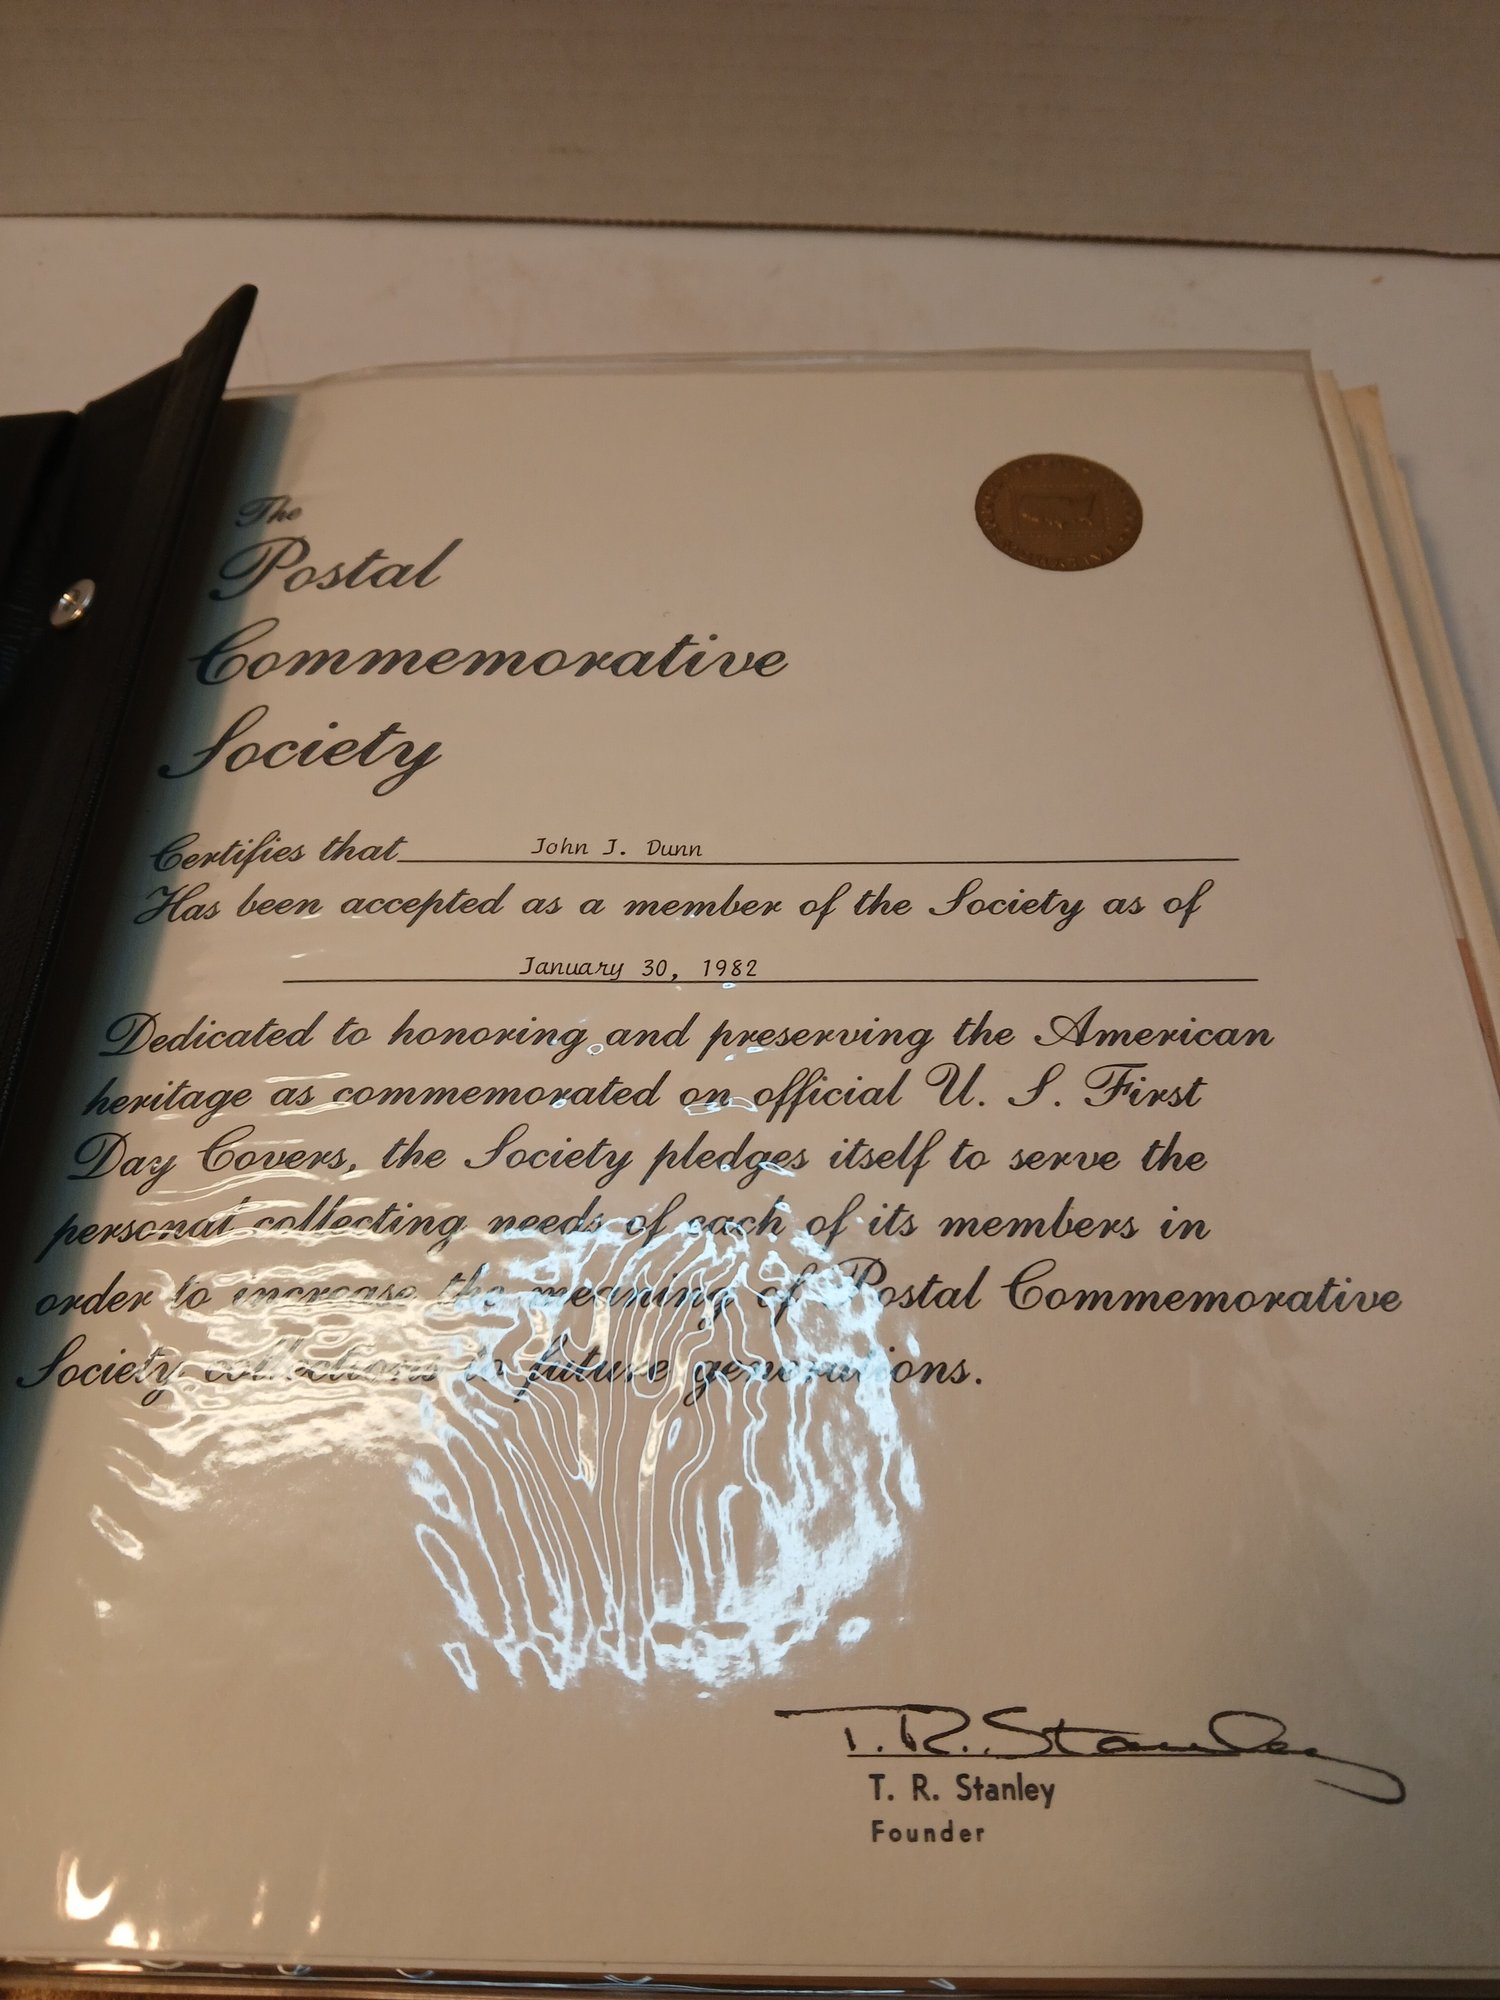 The
Postal
Commemorative
Society
Certifies that John J. Dunn
Has been accepted as a member of the Society as of
January 30, 1982
Dedicated to honoring and preserving the American
heritage as commemorated on official U. S. First
Day Covers, the Society pledges itself to serve the
personal collecting needs of each of its members in
order to increase the meaning of Postal Commemorative
Society collections to future generations.
T. R. Stanley
T. R. Stanley
Founder